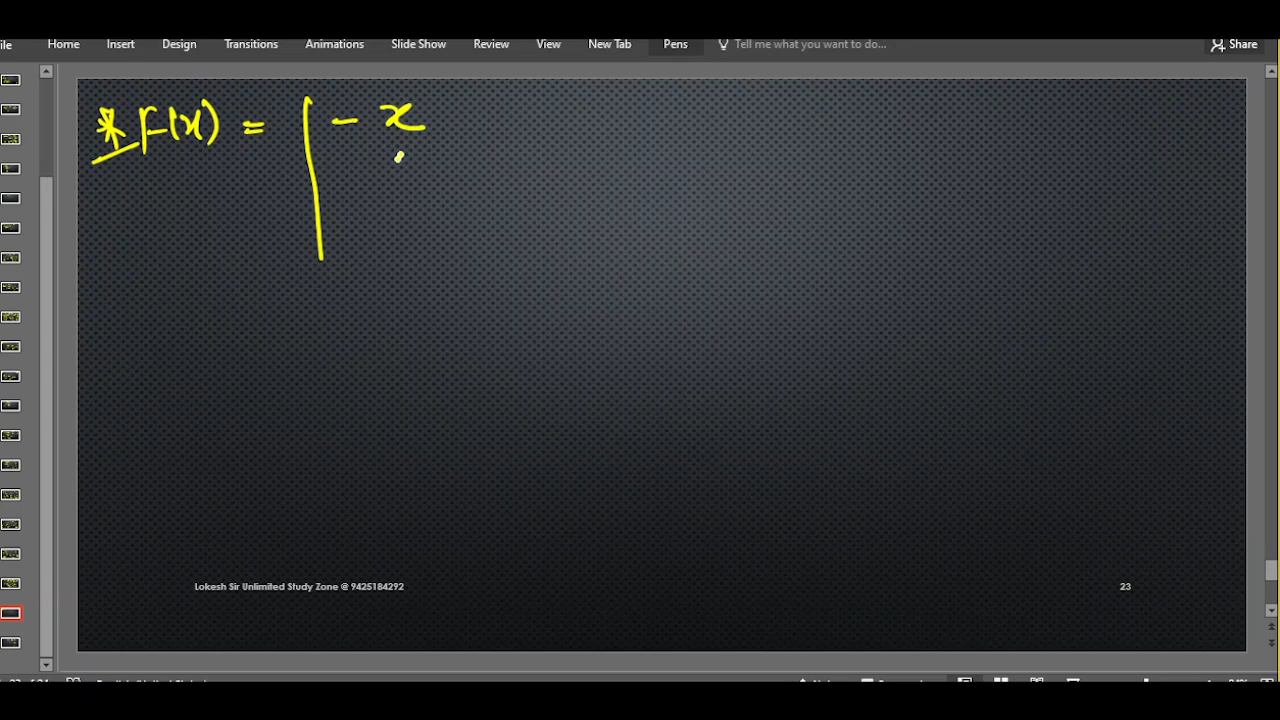 File Home Insert Design Transitions Animations Slide Show Review View New Tab Pens Tell me what you want to do... Share
* F(x) = | - x
Lokesh Sir Unlimited Study Zone @ 9425184292
23